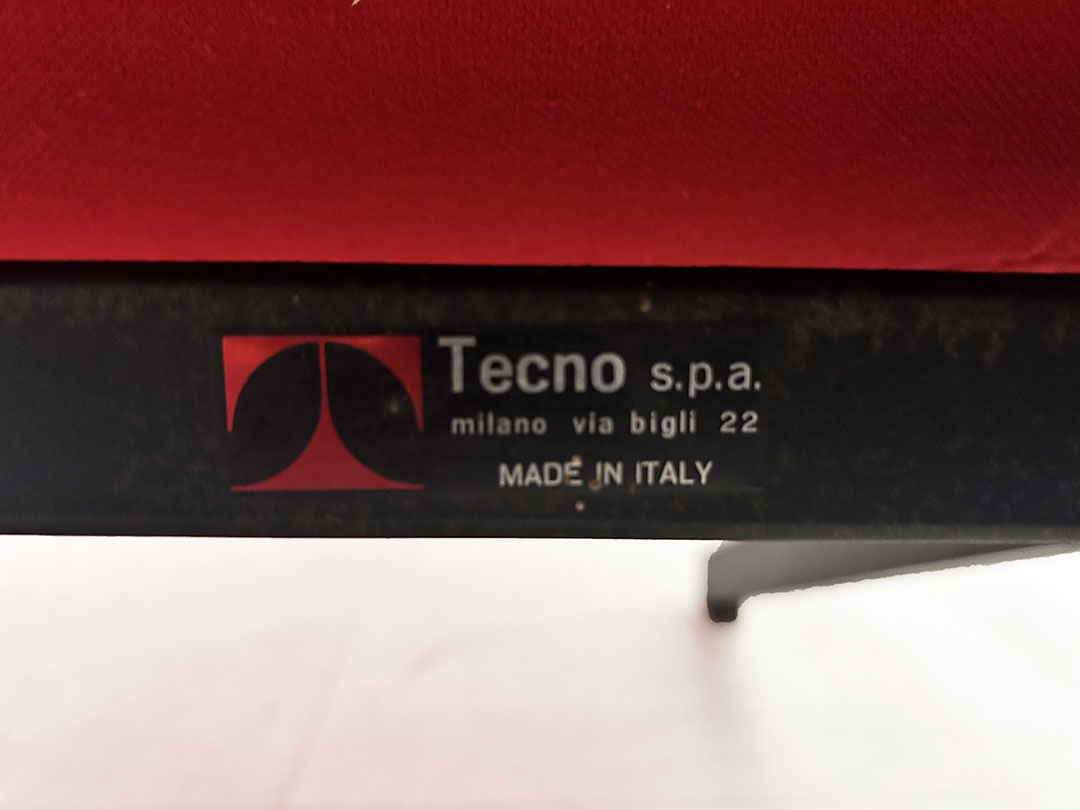 Tecno s.p.a.
milano via bigli 22
MADE IN ITALY